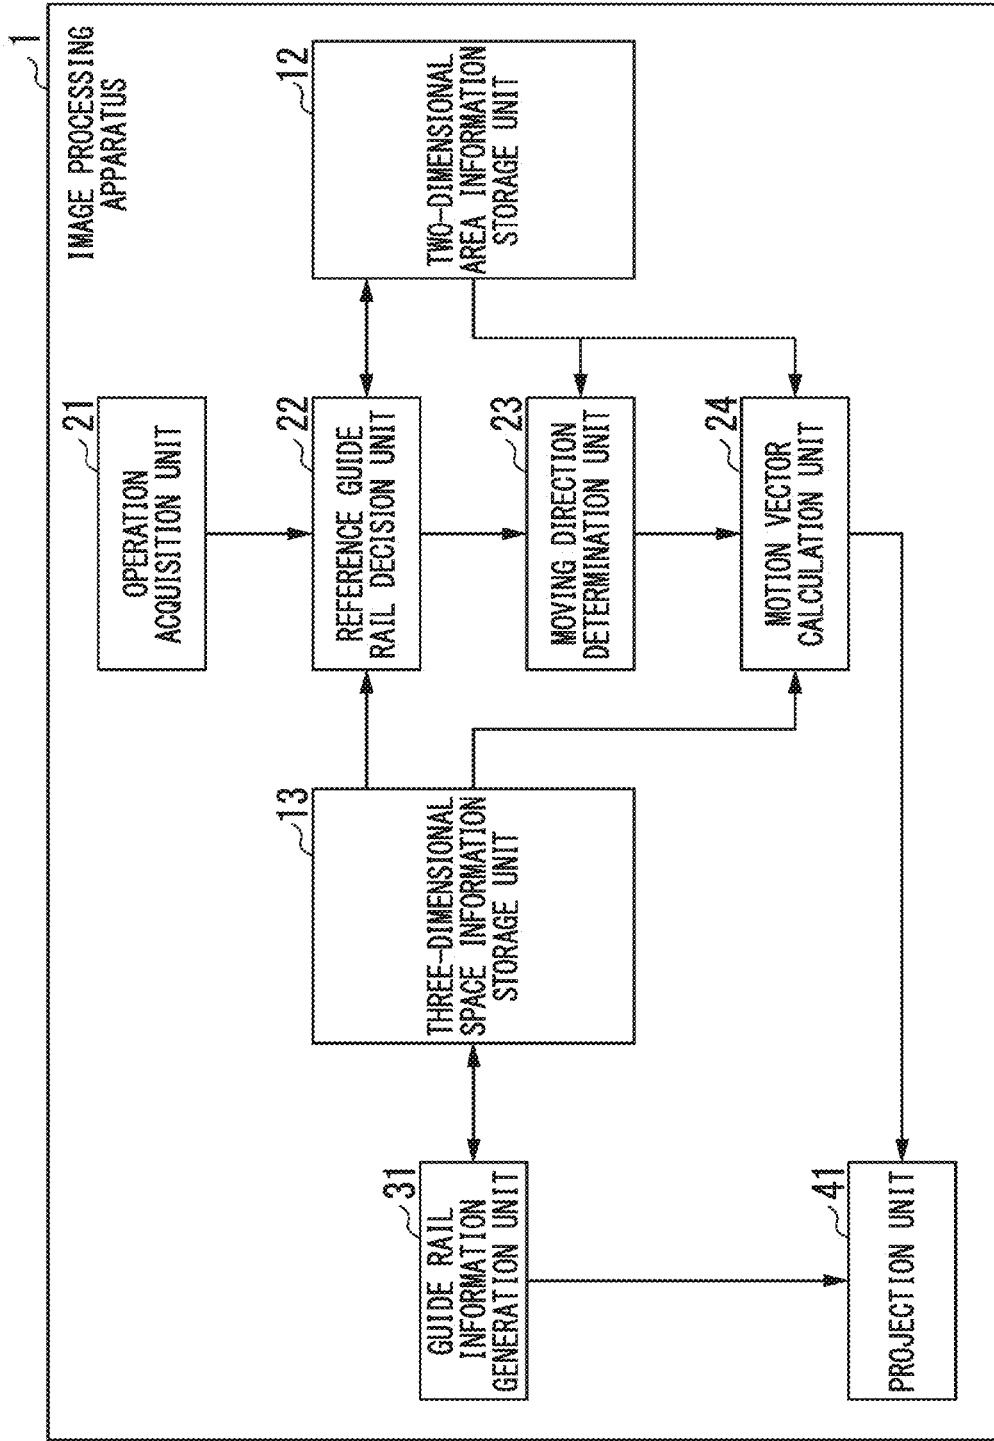 1
IMAGE PROCESSING
APPARATUS
21
OPERATION
ACQUISITION UNIT
31
GUIDE RAIL
INFORMATION
GENERATION UNIT
13
THREE-DIMENSIONAL
SPACE INFORMATION
STORAGE UNIT
22
REFERENCE GUIDE
RAIL DECISION UNIT
12
TWO-DIMENSIONAL
AREA INFORMATION
STORAGE UNIT
23
MOVING DIRECTION
DETERMINATION UNIT
24
MOTION VECTOR
CALCULATION UNIT
41
PROJECTION UNIT